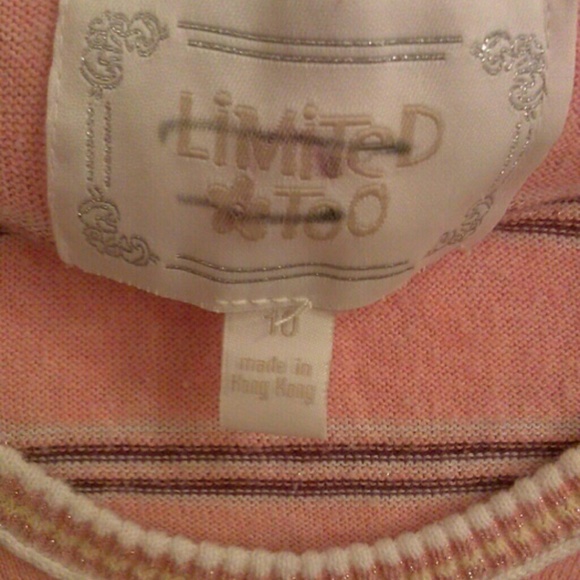 LiMiTeD
TOO
10
made in
Hong Kong